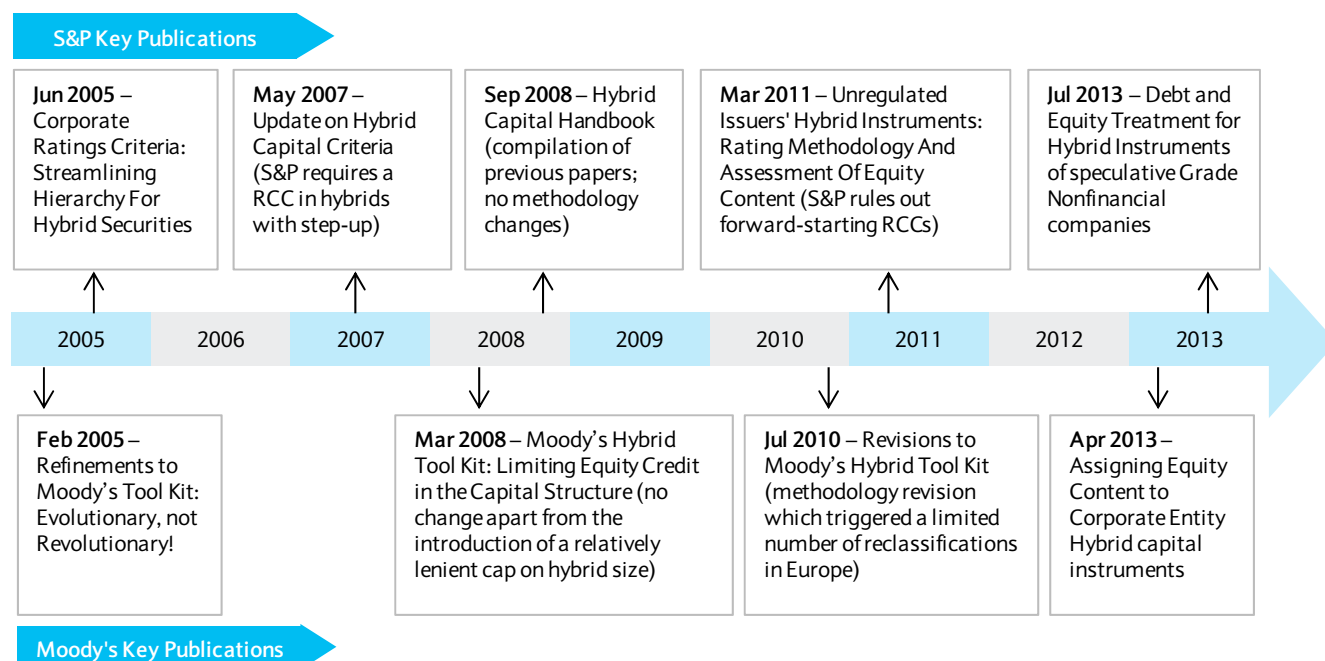 S&P Key Publications
Jun 2005 –
Corporate
Ratings Criteria:
Streamlining
Hierarchy For
Hybrid Securities
May 2007 –
Update on Hybrid
Capital Criteria
(S&P requires a
RCC in hybrids
with step-up)
Sep 2008 – Hybrid
Capital Handbook
(compilation of
previous papers;
no methodology
changes)
Mar 2011 – Unregulated
Issuers' Hybrid Instruments:
Rating Methodology And
Assessment Of Equity
Content (S&P rules out
forward-starting RCCs)
Jul 2013 – Debt and
Equity Treatment for
Hybrid Instruments
of speculative Grade
Nonfinancial
companies
2005 2006 2007 2008 2009 2010 2011 2012 2013
Feb 2005 –
Refinements to
Moody’s Tool Kit:
Evolutionary, not
Revolutionary!
Mar 2008 – Moody’s Hybrid
Tool Kit: Limiting Equity Credit
in the Capital Structure (no
change apart from the
introduction of a relatively
lenient cap on hybrid size)
Jul 2010 – Revisions to
Moody’s Hybrid Tool Kit
(methodology revision
which triggered a limited
number of reclassifications
in Europe)
Apr 2013 –
Assigning Equity
Content to
Corporate Entity
Hybrid capital
instruments
Moody's Key Publications